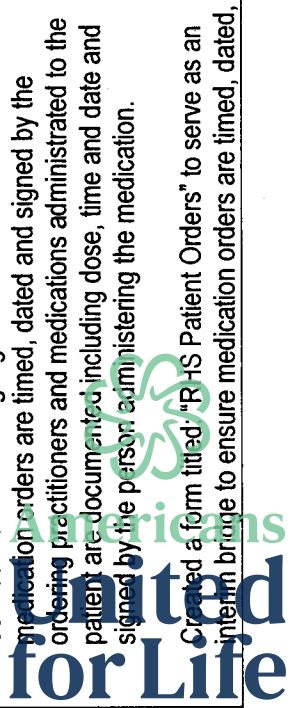 medication orders are timed, dated and signed by the
ordering practitioners and medications administrated to the
patient are documented including dose, time and date and
signed by the person administering the medication.
Created a form titled: “RHS Patient Orders” to serve as an
interim bridge to ensure medication orders are timed, dated,
Americans
United
for Life